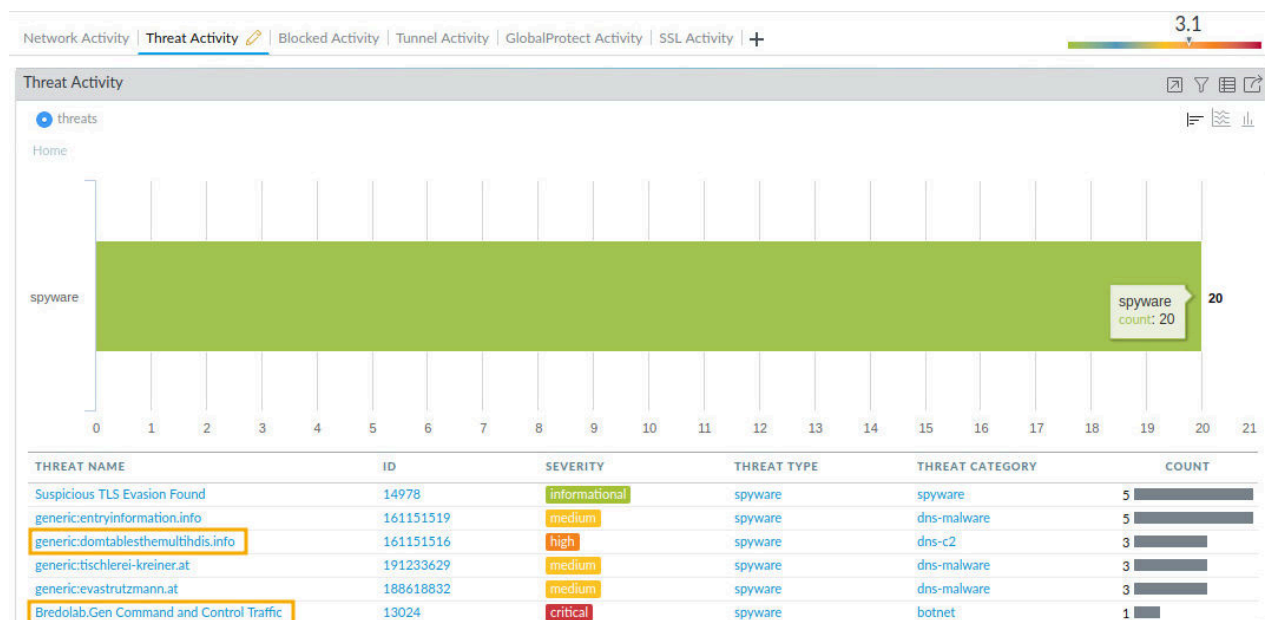 3.1
Network Activity Threat Activity Blocked Activity Tunnel Activity GlobalProtect Activity SSL Activity +
Threat Activity
threats
Home
spyware
20
spyware
count: 20
0 1 2 3 4 5 6 7 8 9 10 11 12 13 14 15 16 17 18 19 20 21
THREAT NAME ID SEVERITY THREAT TYPE THREAT CATEGORY COUNT
Suspicious TLS Evasion Found 14978 informational spyware spyware 5
generic:entryinformation.info 161151519 medium spyware dns-malware 5
generic:domtablesthemultihdis.info 161151516 high spyware dns-c2 3
generic:tischlerei-kreiner.at 191233629 medium spyware dns-malware 3
generic:evastrutzmann.at 188618832 medium spyware dns-malware 3
Bredolab.Gen Command and Control Traffic 13024 critical spyware botnet 1